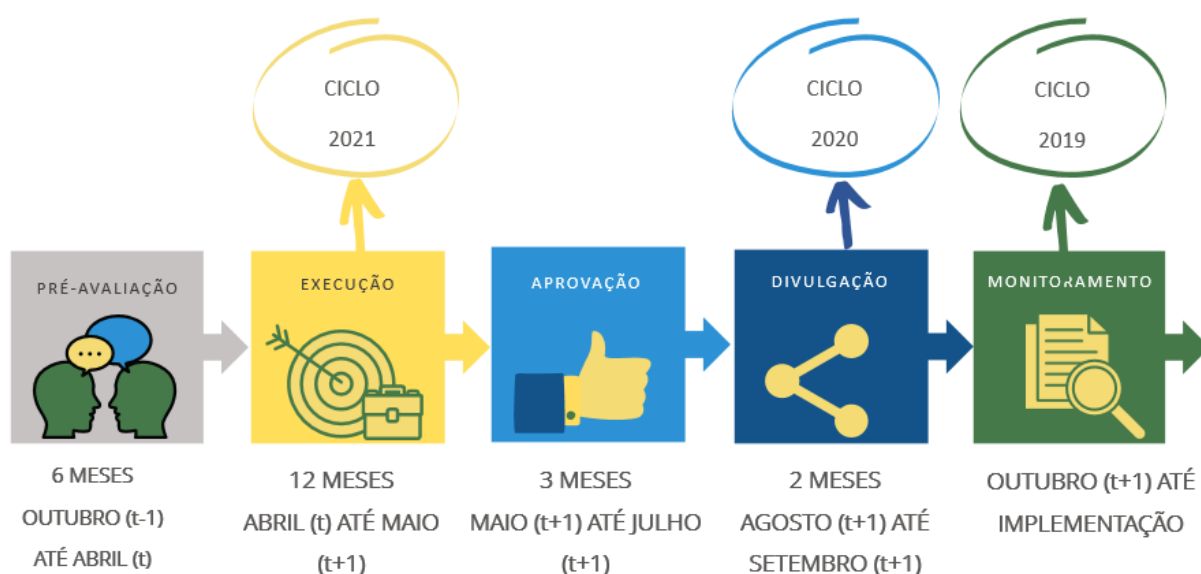 CICLO
2021
CICLO
2020
CICLO
2019
PRÉ-AVALIAÇÃO
EXECUÇÃO
APROVAÇÃO
DIVULGAÇÃO
MONITORAMENTO
6 MESES
OUTUBRO (t-1)
ATÉ ABRIL (t)
12 MESES
ABRIL (t) ATÉ MAIO
(t+1)
3 MESES
MAIO (t+1) ATÉ JULHO
(t+1)
2 MESES
AGOSTO (t+1) ATÉ
SETEMBRO (t+1)
OUTUBRO (t+1) ATÉ
IMPLEMENTAÇÃO